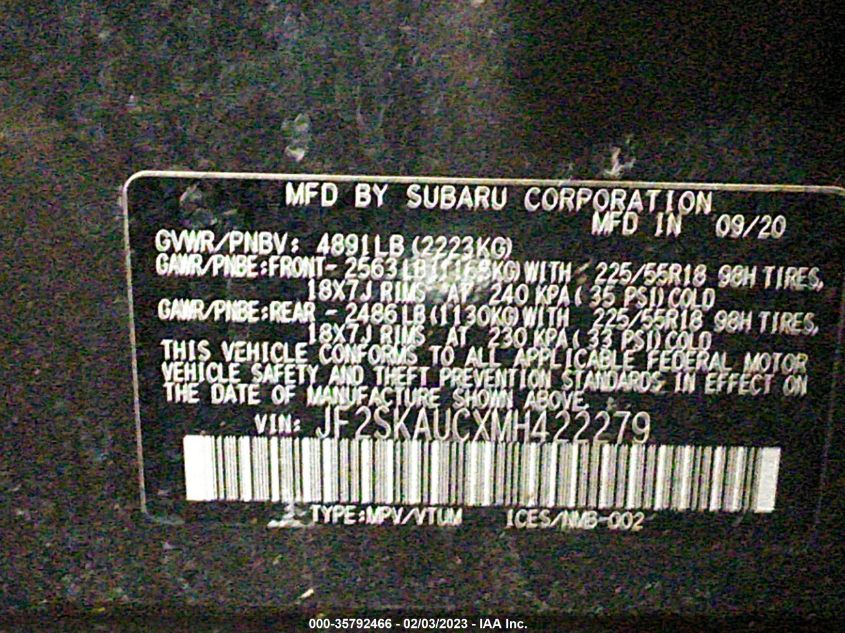 MFD BY SUBARU CORPORATION
MFD IN 09/20
GVWR/PNBV: 4891LB(2223KG)
GAWR/PNBE:FRONT- 2563LB(1165KG)WITH 225/55R18 98H TIRES,
18X7J RIMS AT 240 KPA( 35 PSI)COLD
GAWR/PNBE:REAR - 2486LB(1130KG)WITH 225/55R18 98H TIRES,
18X7J RIMS AT 230 KPA( 33 PSI)COLD
THIS VEHICLE CONFORMS TO ALL APPLICABLE FEDERAL MOTOR
VEHICLE SAFETY AND THEFT PREVENTION STANDARDS IN EFFECT ON
THE DATE OF MANUFACTURE SHOWN ABOVE.
VIN: JF2SKAUCXMH422279
TYPE:MPV/VTUM ICES/NMB-002
000-35792466 - 02/03/2023 - IAA Inc.